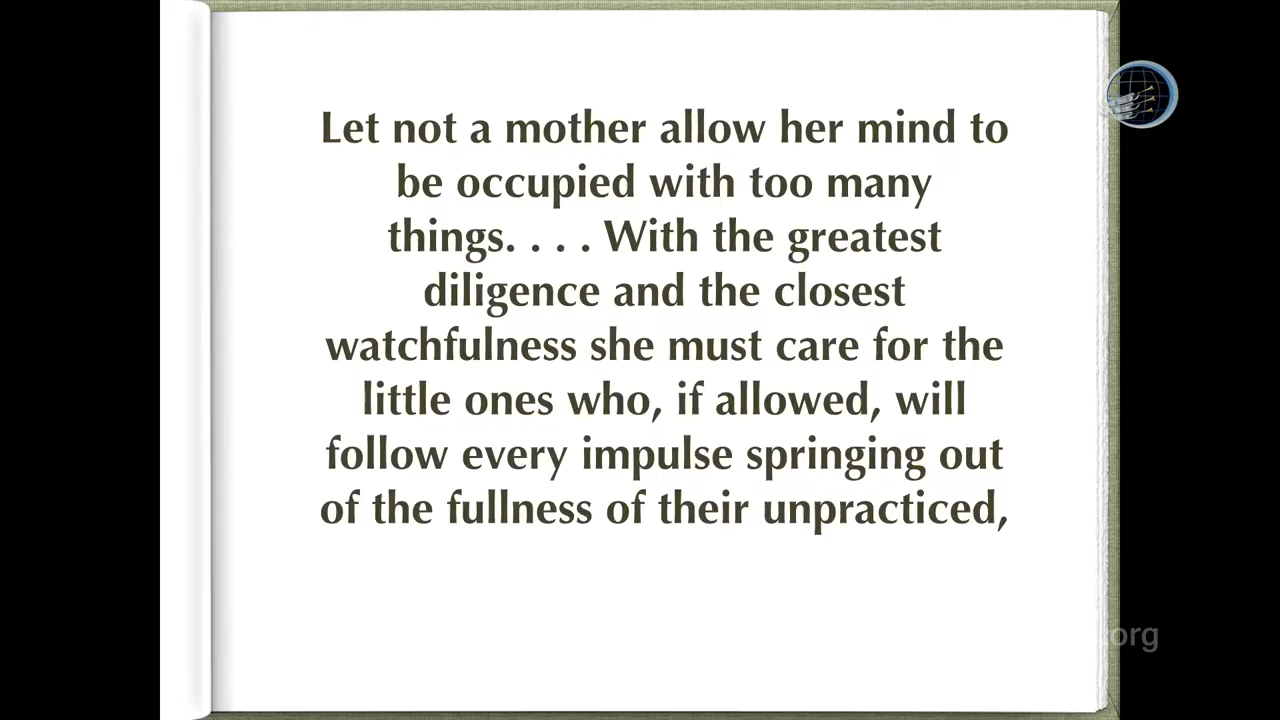 Let not a mother allow her mind to
be occupied with too many
things. . . . With the greatest
diligence and the closest
watchfulness she must care for the
little ones who, if allowed, will
follow every impulse springing out
of the fullness of their unpracticed,
.org